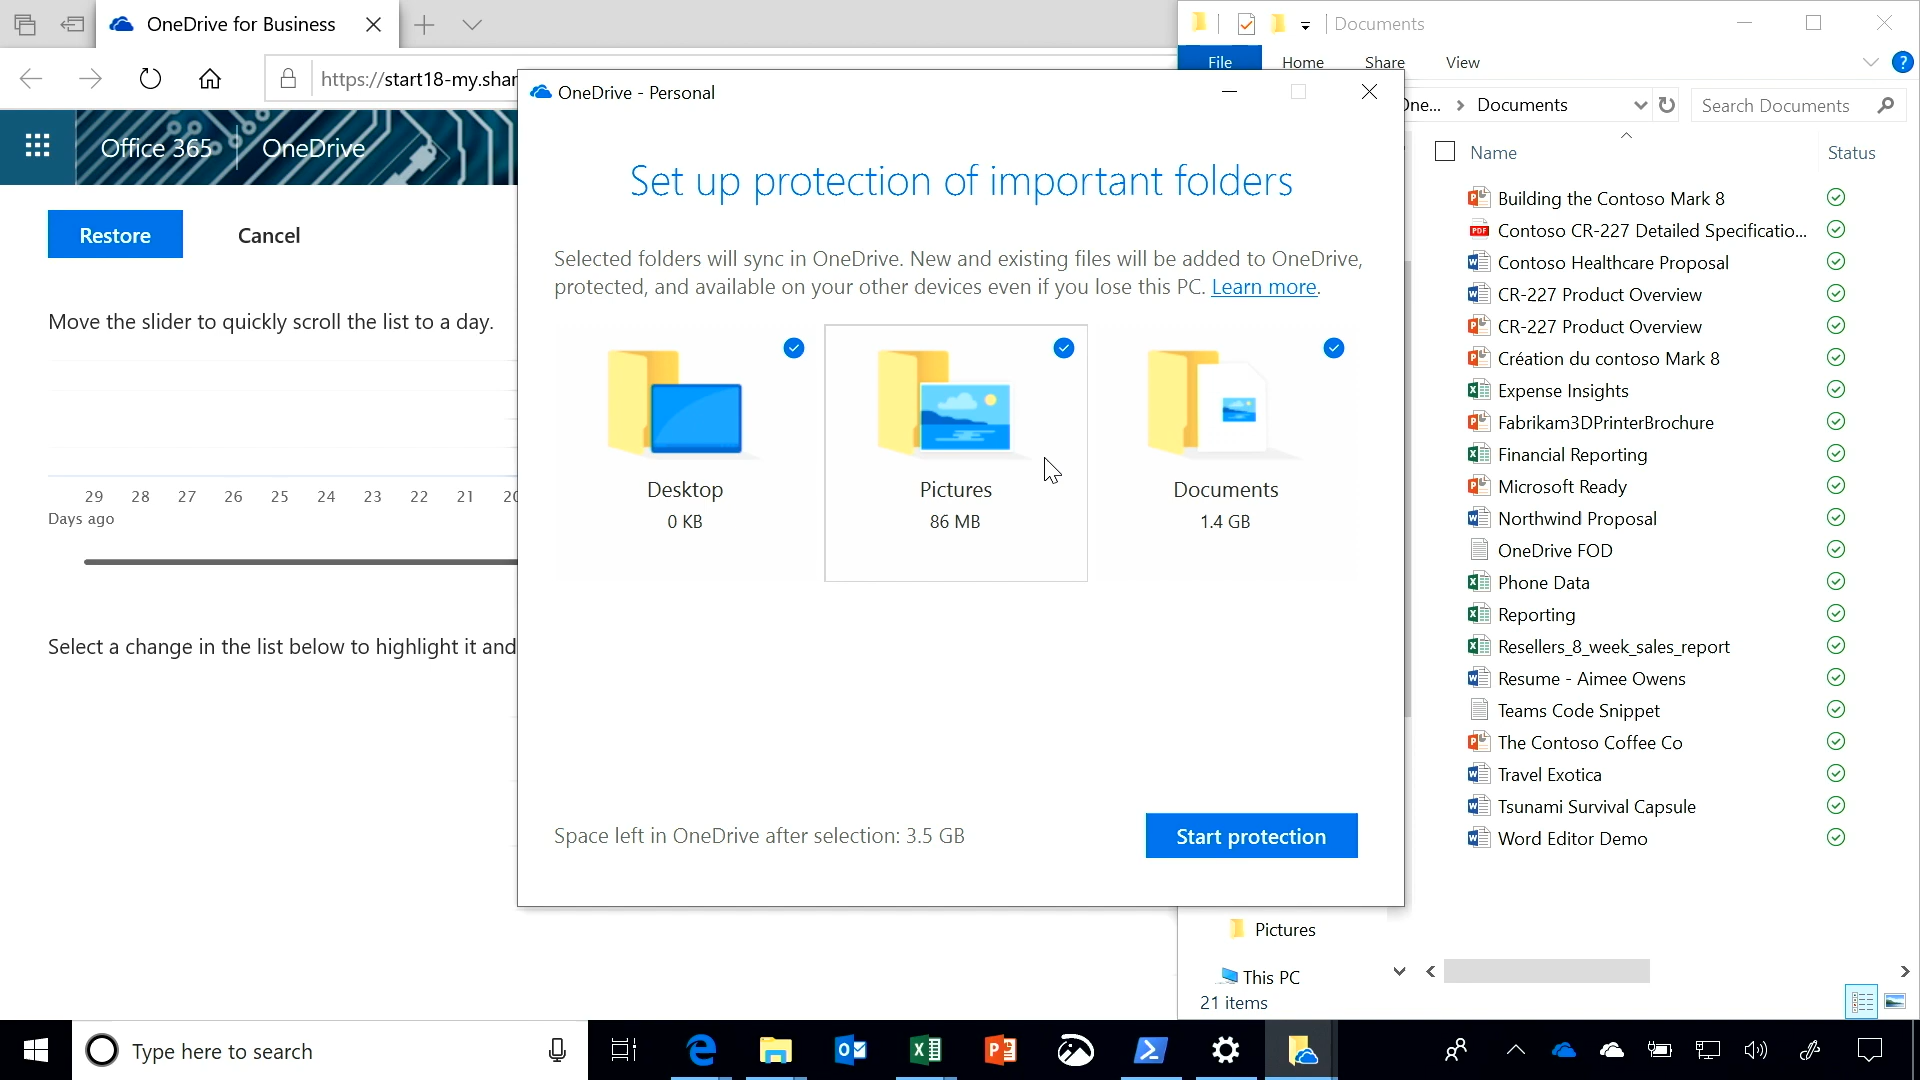 OneDrive for Business
https://start18-my.shar
Office 365
OneDrive
Restore
Cancel
Move the slider to quickly scroll the list to a day.
29 28 27 26 25 24 23 22 21 20
Days ago
Select a change in the list below to highlight it and
OneDrive - Personal
Set up protection of important folders
Selected folders will sync in OneDrive. New and existing files will be added to OneDrive,
protected, and available on your other devices even if you lose this PC. Learn more.
Desktop
0 KB
Pictures
86 MB
Documents
1.4 GB
Space left in OneDrive after selection: 3.5 GB
Start protection
Documents
File Home Share View
?
One... > Documents
Search Documents
Name Status
Building the Contoso Mark 8
PDF Contoso CR-227 Detailed Specificatio...
Contoso Healthcare Proposal
CR-227 Product Overview
CR-227 Product Overview
Création du contoso Mark 8
Expense Insights
Fabrikam3DPrinterBrochure
Financial Reporting
Microsoft Ready
Northwind Proposal
OneDrive FOD
Phone Data
Reporting
Resellers_8_week_sales_report
Resume - Aimee Owens
Teams Code Snippet
The Contoso Coffee Co
Travel Exotica
Tsunami Survival Capsule
Word Editor Demo
Pictures
This PC
21 items
Type here to search